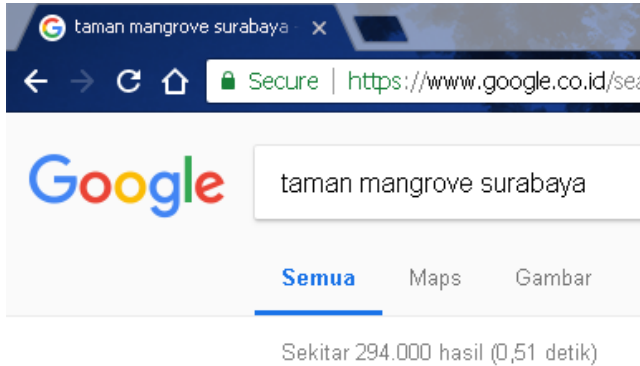 taman mangrove surabaya -
Secure | https://www.google.co.id/sea
Google
taman mangrove surabaya
Semua Maps Gambar
Sekitar 294.000 hasil (0,51 detik)